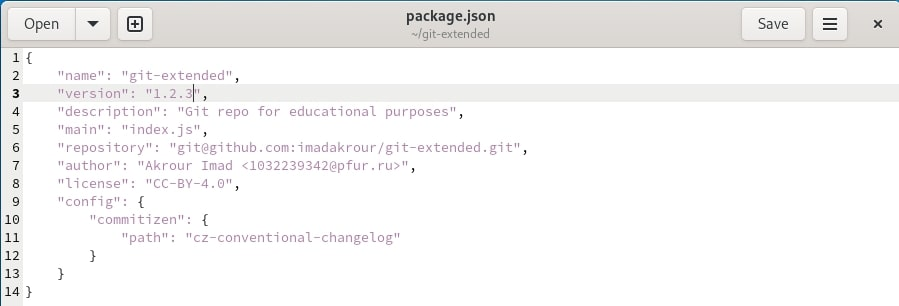 Open
package.json
~/git-extended
Save
1 {
2     "name": "git-extended",
3     "version": "1.2.3",
4     "description": "Git repo for educational purposes",
5     "main": "index.js",
6     "repository": "git@github.com:imadakrour/git-extended.git",
7     "author": "Akrour Imad <1032239342@pfur.ru>",
8     "license": "CC-BY-4.0",
9     "config": {
10         "commitizen": {
11             "path": "cz-conventional-changelog"
12         }
13     }
14 }